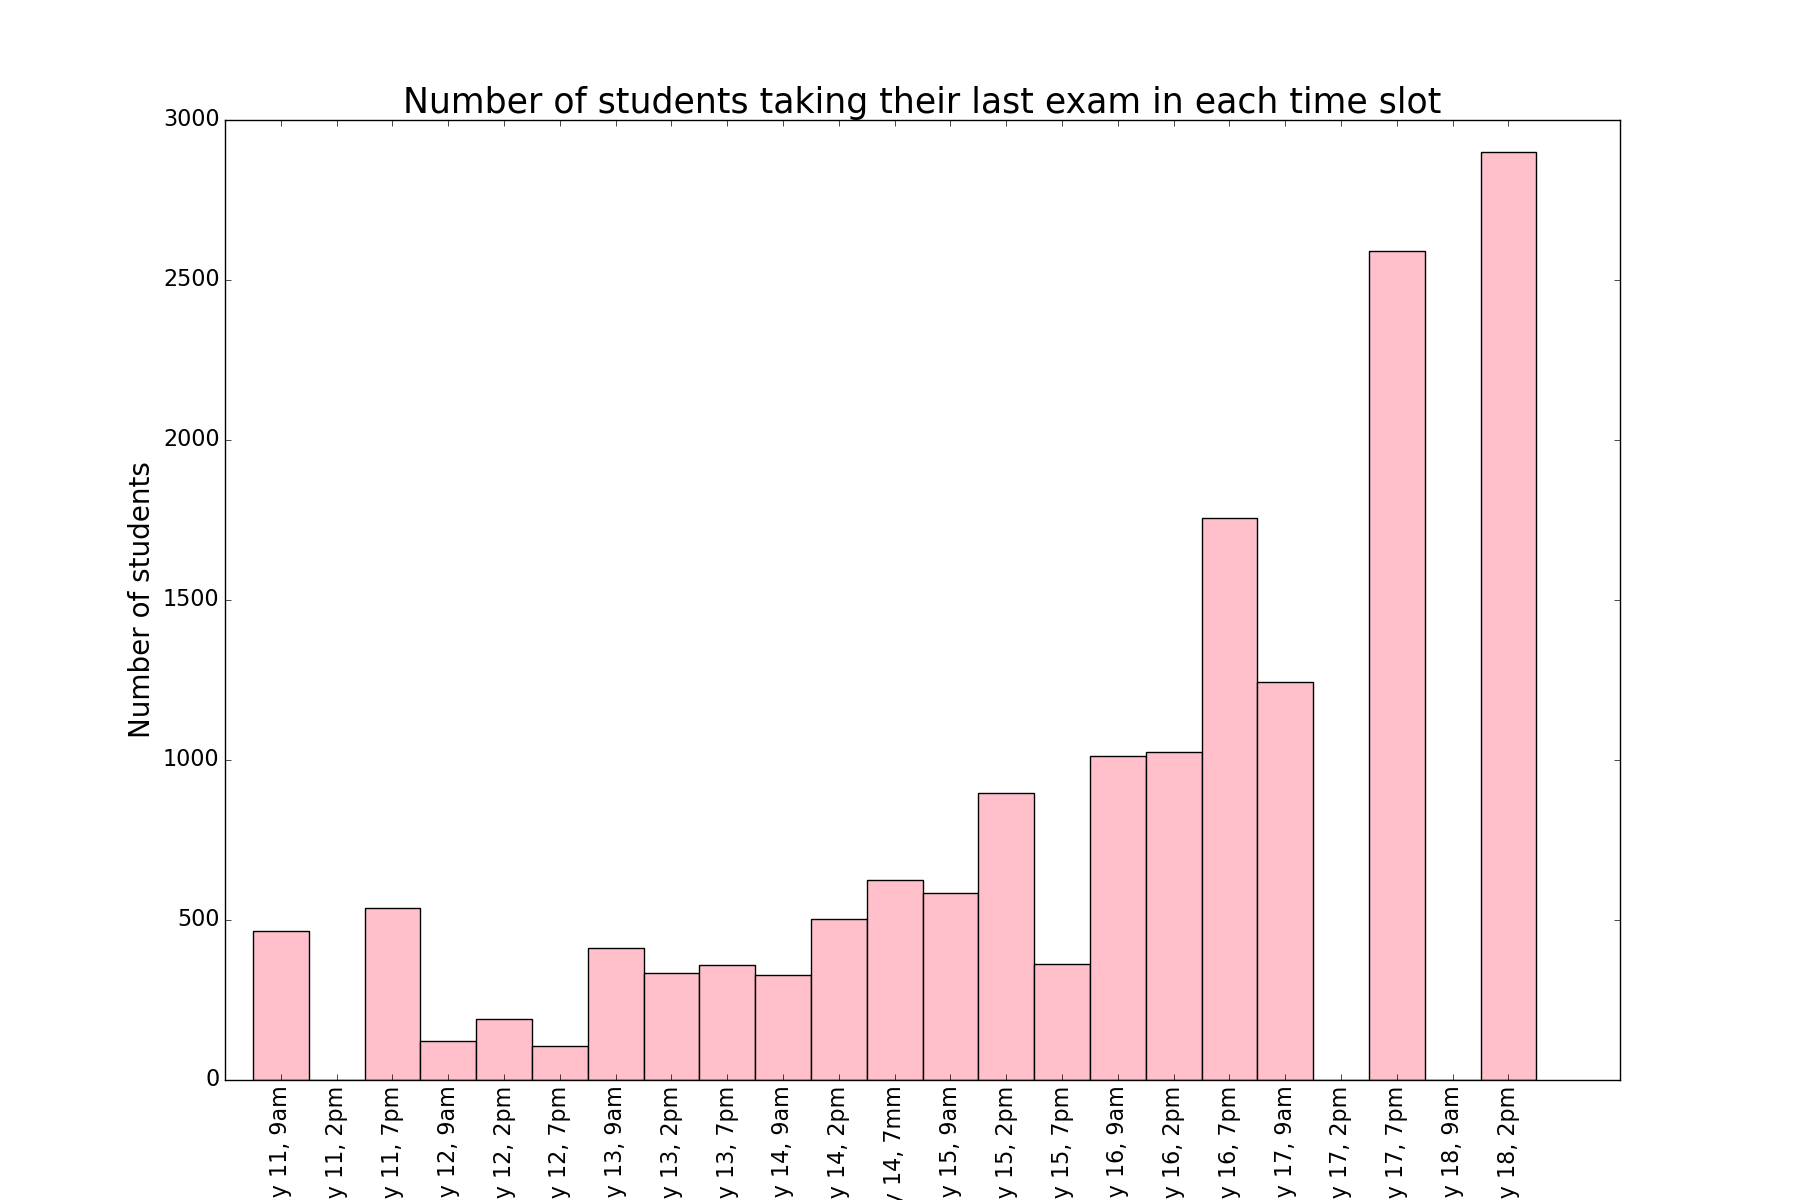 Number of students taking their last exam in each time slot
Number of students
3000
2500
2000
1500
1000
500
0
y 11, 9am
y 11, 2pm
y 11, 7pm
y 12, 9am
y 12, 2pm
y 12, 7pm
y 13, 9am
y 13, 2pm
y 13, 7pm
y 14, 9am
y 14, 2pm
y 14, 7mm
y 15, 9am
y 15, 2pm
y 15, 7pm
y 16, 9am
y 16, 2pm
y 16, 7pm
y 17, 9am
y 17, 2pm
y 17, 7pm
y 18, 9am
y 18, 2pm